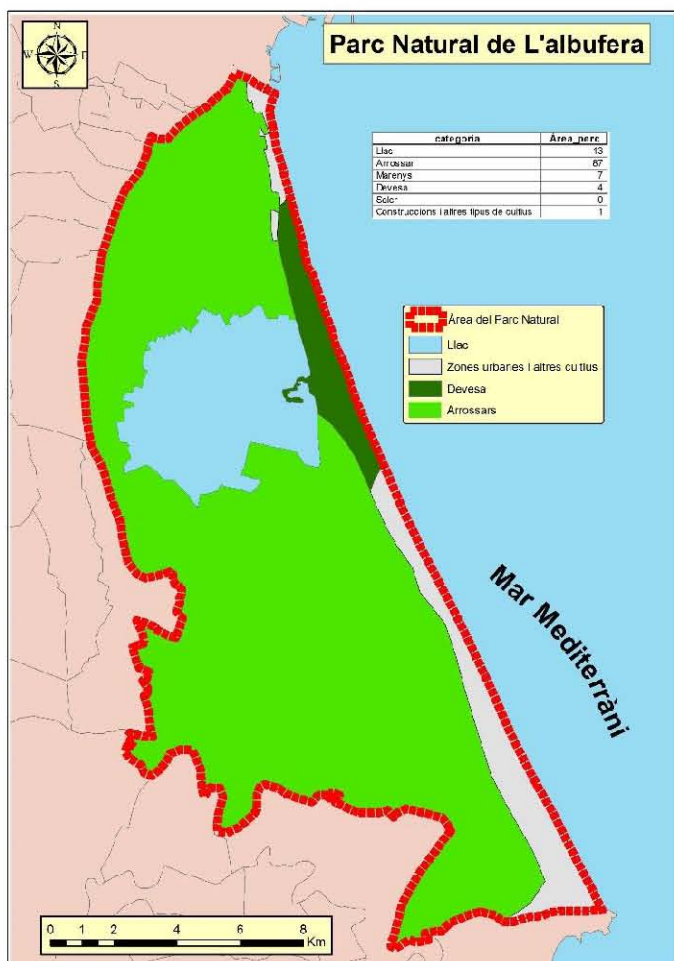 N
W
S
Parc Natural de L'albufera
categoria Àrea_perc
Llac 13
Arrossar 67
Marenys 7
Devesa 4
Soler 0
Construccions i altres tipus de cultiu 1
Àrea del Parc Natural
Llac
Zones urbanes i altres cultius
Devesa
Arrossars
Mar Mediterràni
0 1 2 4 6 8
Km